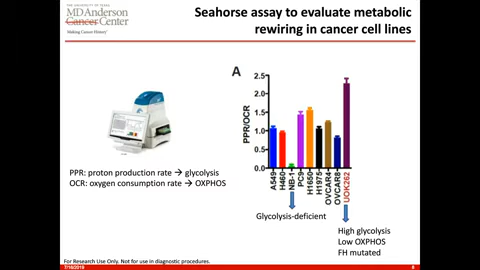 THE UNIVERSITY OF TEXAS
MD Anderson
Cancer Center
Making Cancer History®
Seahorse assay to evaluate metabolic
rewiring in cancer cell lines
A
PPR/OCR
2.5
2.0
1.5
1.0
0.5
0.0
A549
H460
NB-1
PC9
H1650
H1975
OVCAR4
OVCAR8
UOK262
PPR: proton production rate → glycolysis
OCR: oxygen consumption rate → OXPHOS
Glycolysis-deficient
High glycolysis
Low OXPHOS
FH mutated
For Research Use Only. Not for use in diagnostic procedures.
7/16/2019